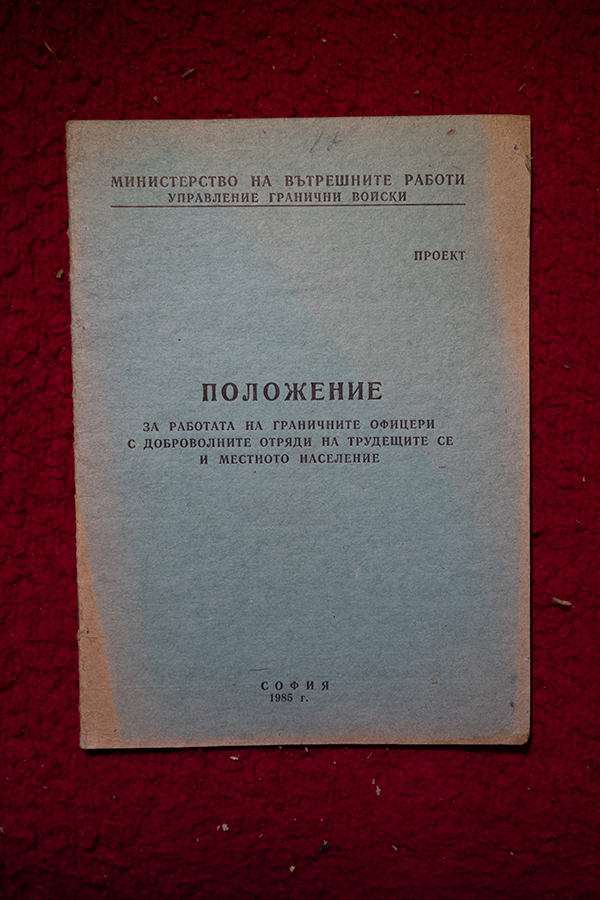 МИНИСТЕРСТВО НА ВЪТРЕШНИТЕ РАБОТИ
УПРАВЛЕНИЕ ГРАНИЧНИ ВОЙСКИ
ПРОЕКТ
ПОЛОЖЕНИЕ
ЗА РАБОТАТА НА ГРАНИЧНИТЕ ОФИЦЕРИ
С ДОБРОВОЛНИТЕ ОТРЯДИ НА ТРУДЕЩИТЕ СЕ
И МЕСТНОТО НАСЕЛЕНИЕ
СОФИЯ
1985 г.